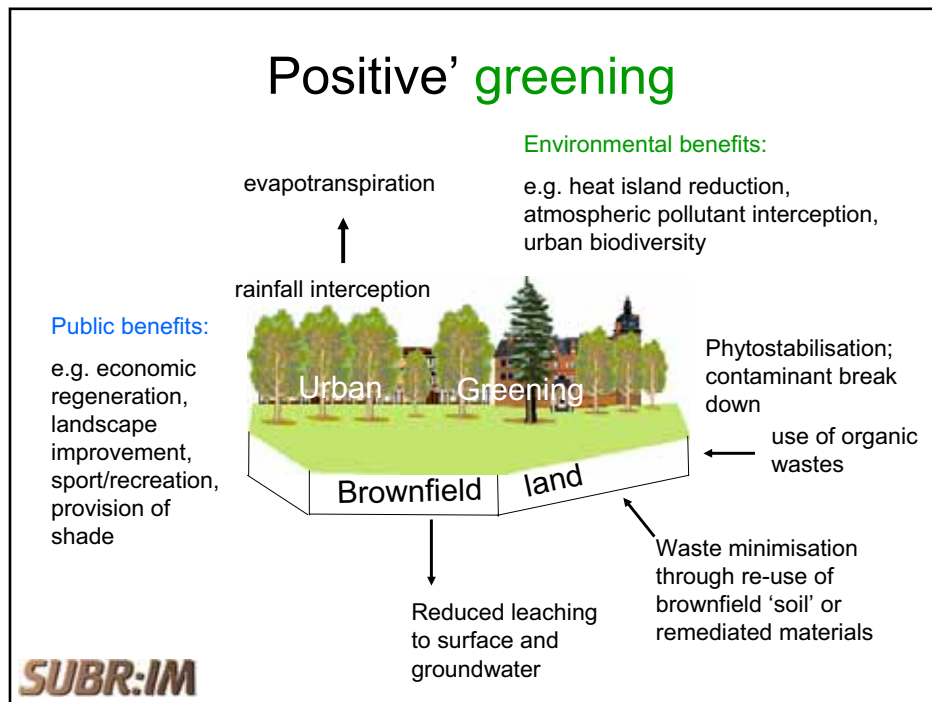 Positive’ greening
Environmental benefits:
e.g. heat island reduction,
atmospheric pollutant interception,
urban biodiversity
evapotranspiration
rainfall interception
Public benefits:
e.g. economic
regeneration,
landscape
improvement,
sport/recreation,
provision of
shade
Urban Greening
Phytostabilisation;
contaminant break
down
use of organic
wastes
Brownfield land
Waste minimisation
through re-use of
brownfield ‘soil’ or
remediated materials
Reduced leaching
to surface and
groundwater
SUBR:IM